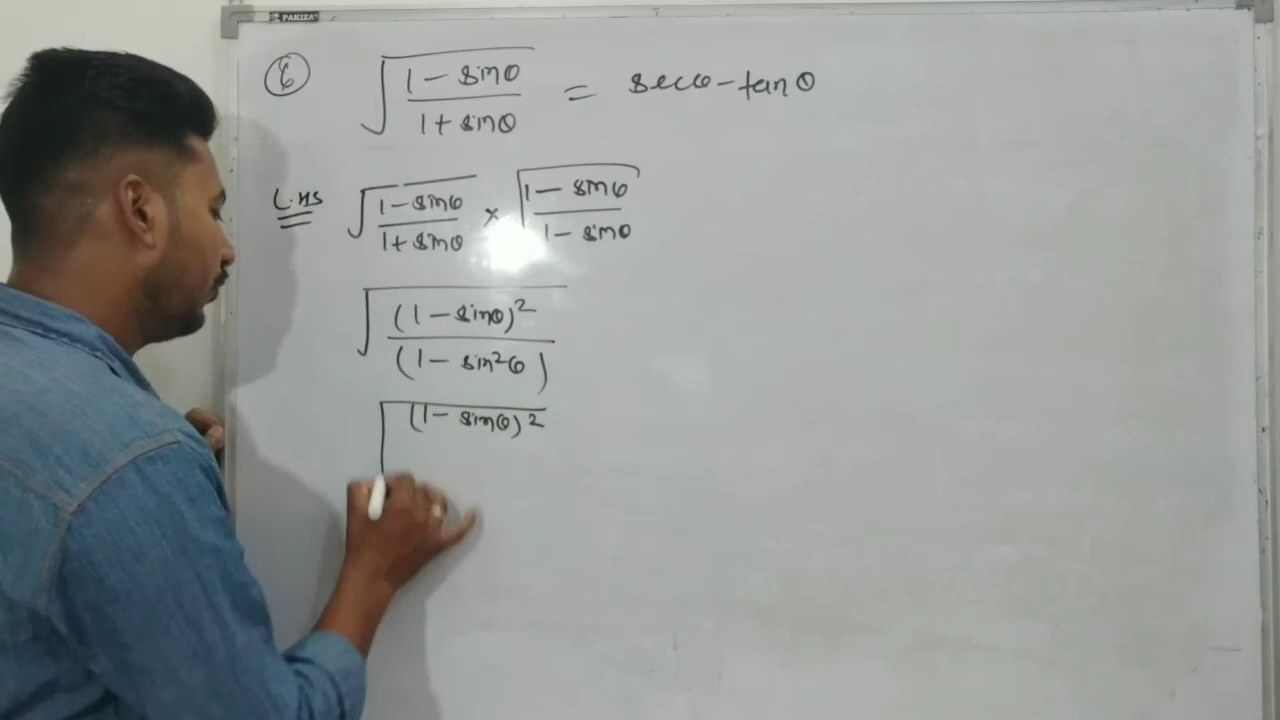 PAKIZA
6 √((1 - sinθ)/(1 + sinθ)) = secθ - tanθ
L.HS √((1 - sinθ)/(1 + sinθ)) × √((1 - sinθ)/(1 - sinθ))
√((1 - sinθ)²/(1 - sin²θ))
√(1 - sinθ)²